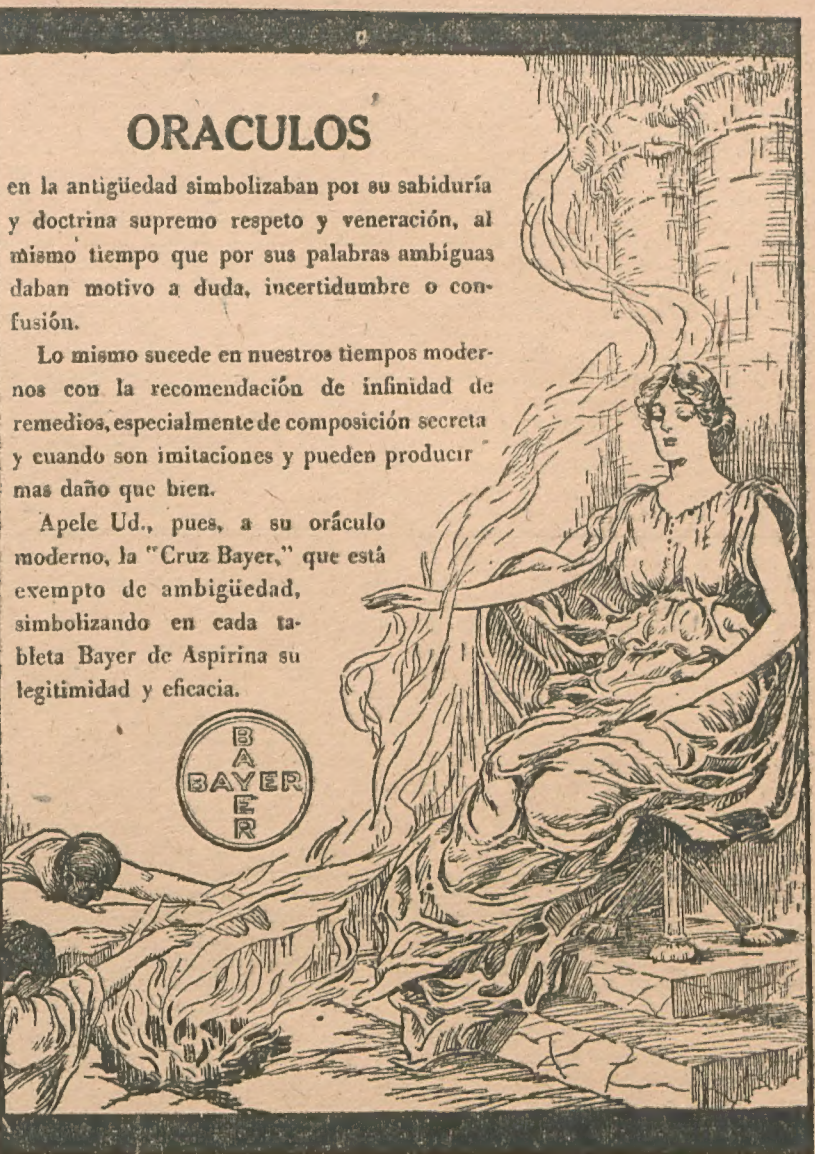 ORACULOS
en la antigüedad simbolizaban por su sabiduría
y doctrina supremo respeto y veneración, al
mismo tiempo que por sus palabras ambíguas
daban motivo a duda, incertidumbre o con-
fusión.
Lo mismo sucede en nuestros tiempos moder-
nos con la recomendación de infinidad de
remedios, especialmente de composición secreta
y cuando son imitaciones y pueden producir
mas daño que bien.
Apele Ud., pues, a su oráculo
moderno, la "Cruz Bayer," que está
exempto de ambigüedad,
simbolizando en cada ta-
bleta Bayer de Aspirina su
legitimidad y eficacia.
BAYER
BAYER